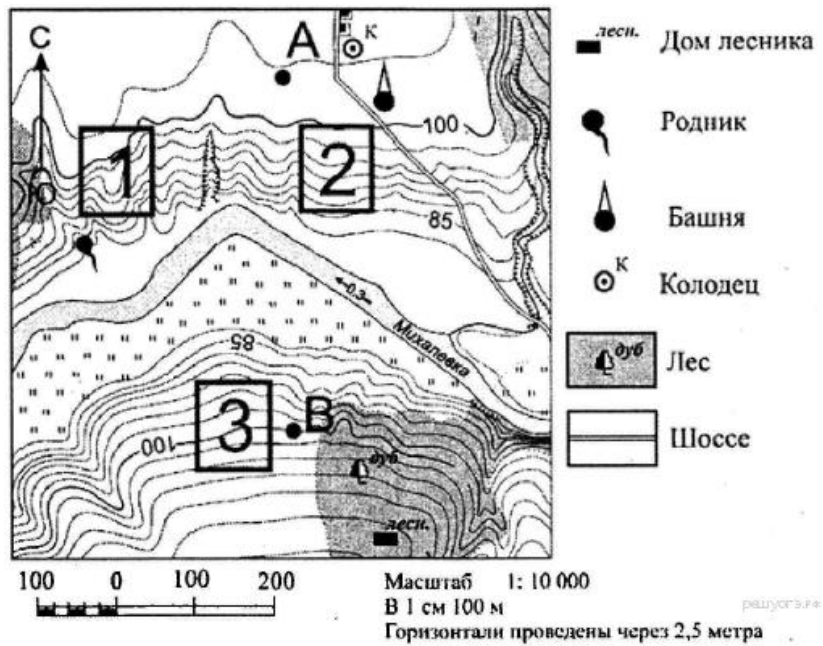 лесн. Дом лесника
С
А
К
Родник
100
1
2
Башня
85
К Колодец
0.3
Михалевка
85
дуб Лес
3
В
100
Шоссе
дуб
лесн.
100 0 100 200
Масштаб 1: 10 000
В 1 см 100 м
Горизонтали проведены через 2,5 метра
решуогэ.рф